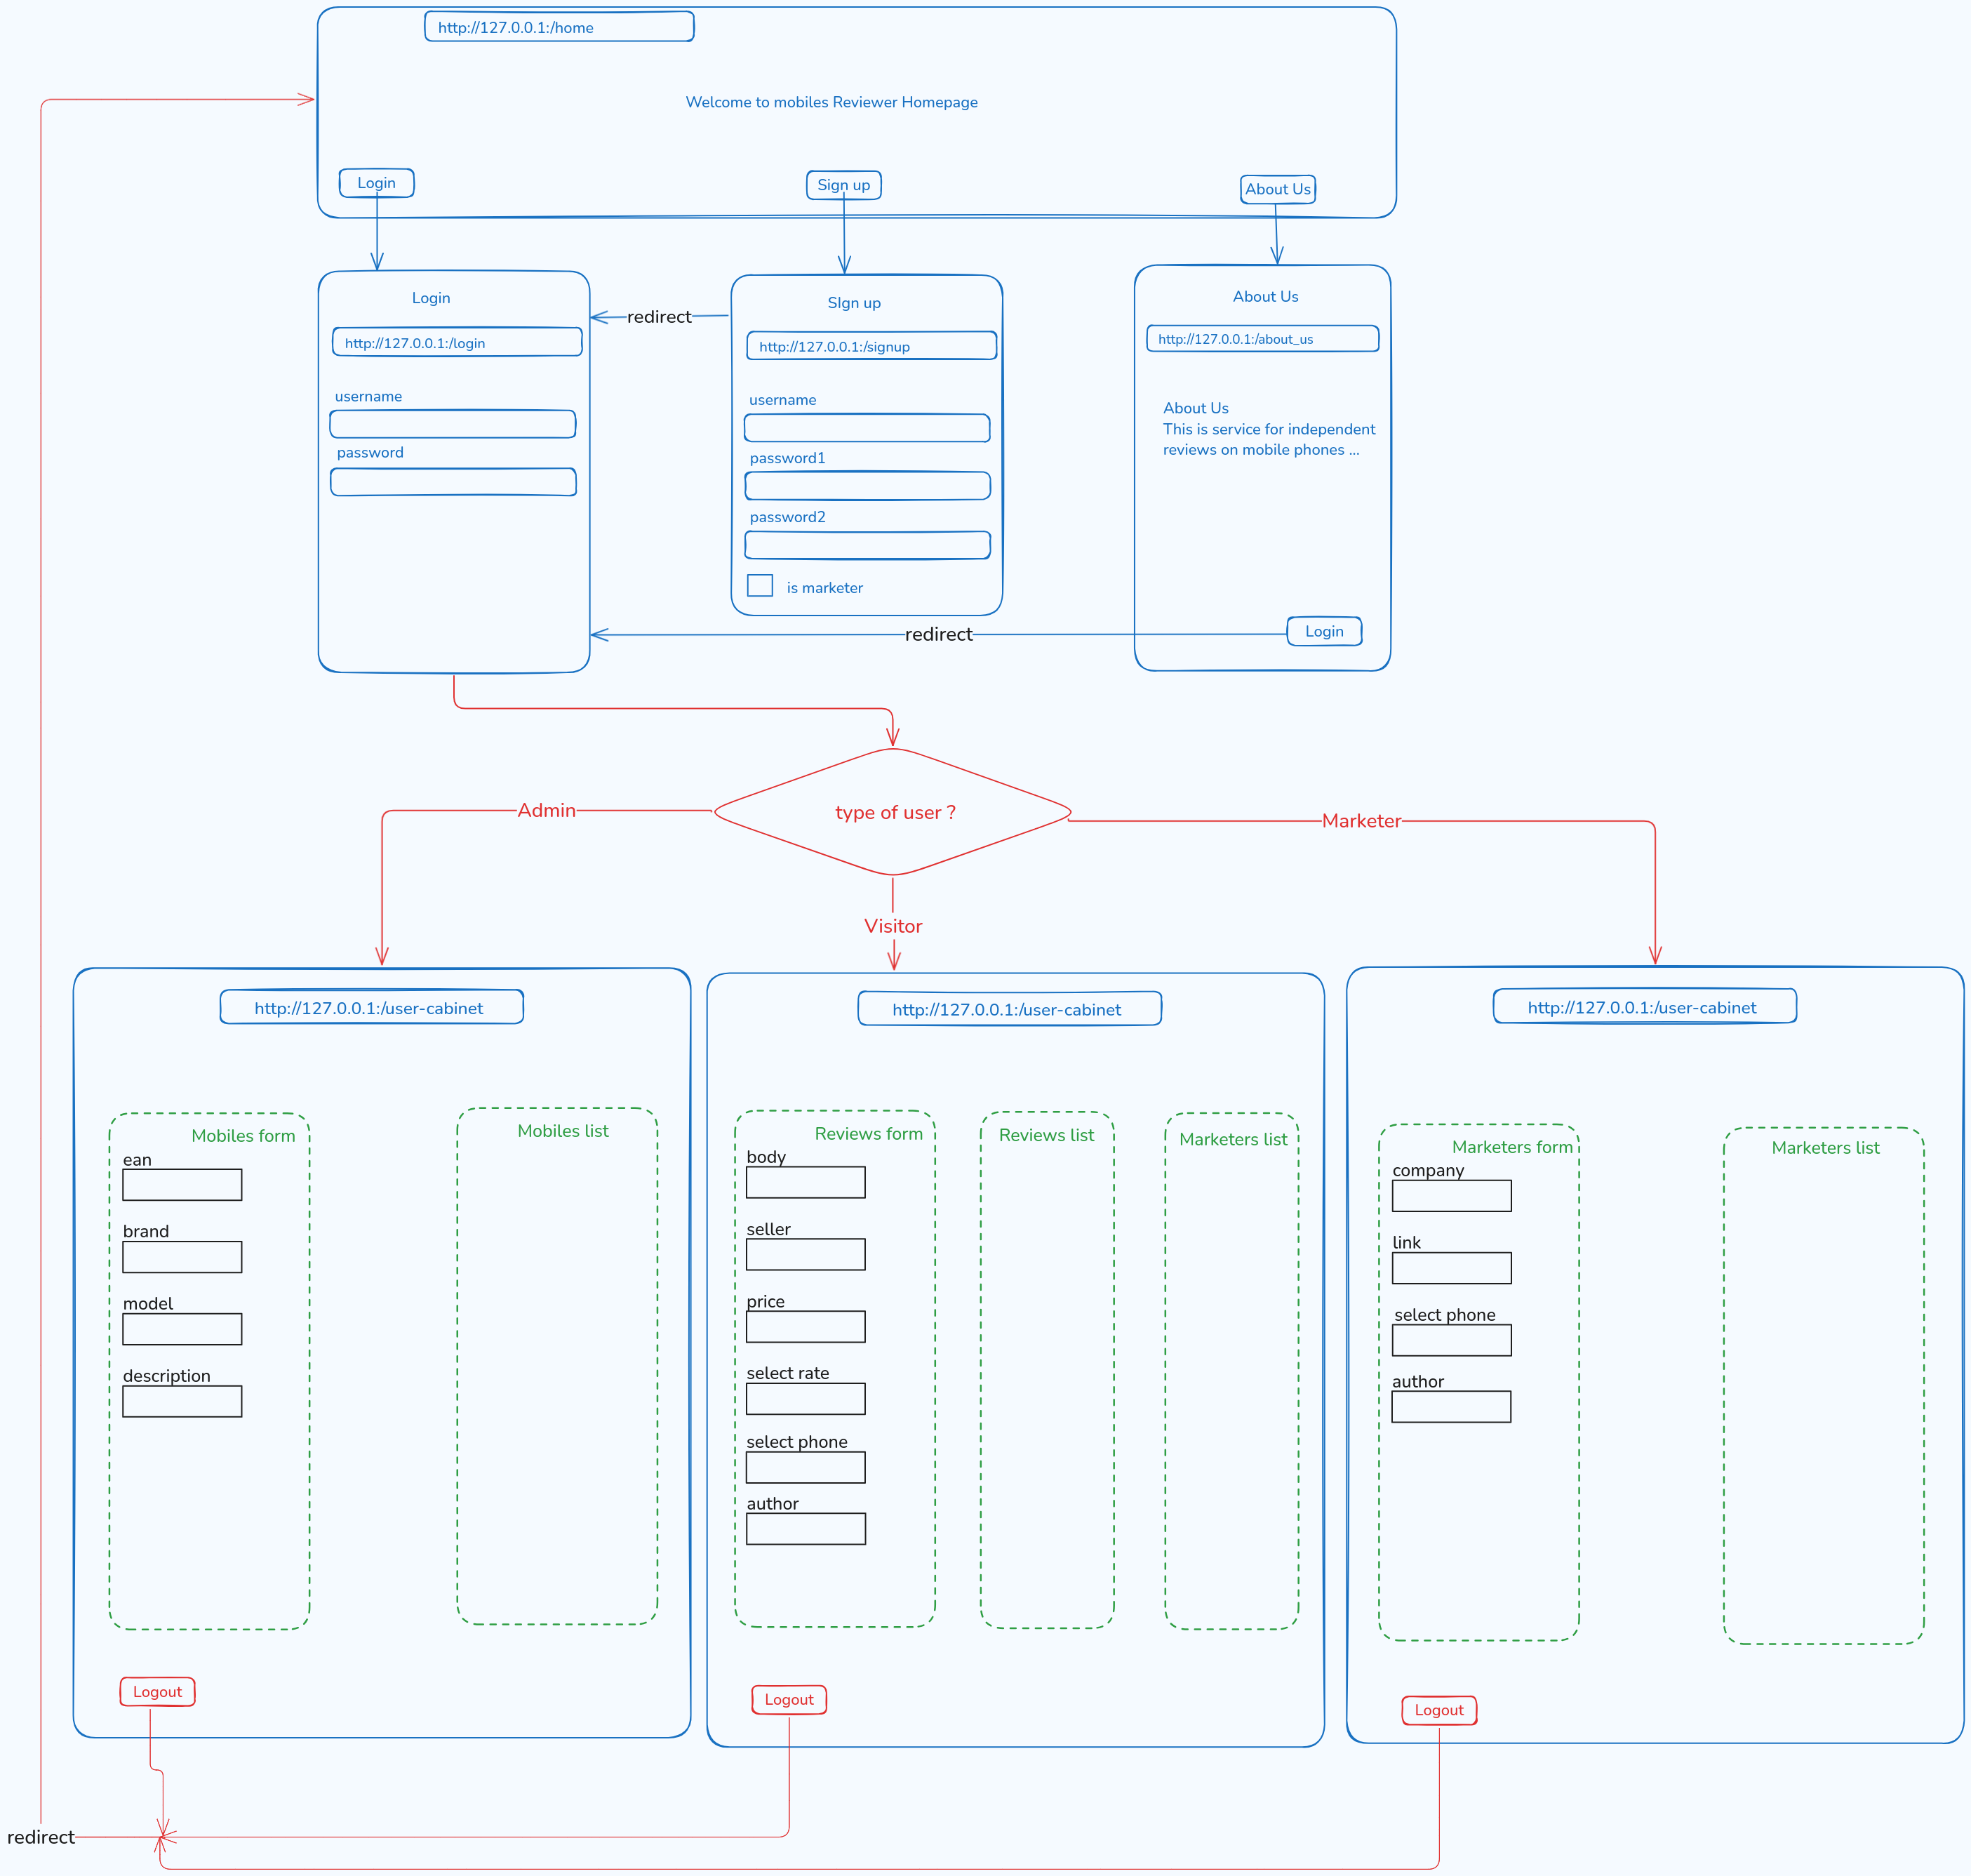 http://127.0.0.1:/home
Welcome to mobiles Reviewer Homepage
Login
Sign up
About Us
Login
http://127.0.0.1:/login
username
password
redirect
SIgn up
http://127.0.0.1:/signup
username
password1
password2
is marketer
About Us
http://127.0.0.1:/about_us
About Us
This is service for independent
reviews on mobile phones ...
Login
redirect
type of user ?
Admin
Visitor
Marketer
http://127.0.0.1:/user-cabinet
Mobiles form
ean
brand
model
description
Mobiles list
Logout
http://127.0.0.1:/user-cabinet
Reviews form
body
seller
price
select rate
select phone
author
Reviews list
Marketers list
Logout
http://127.0.0.1:/user-cabinet
Marketers form
company
link
select phone
author
Marketers list
Logout
redirect